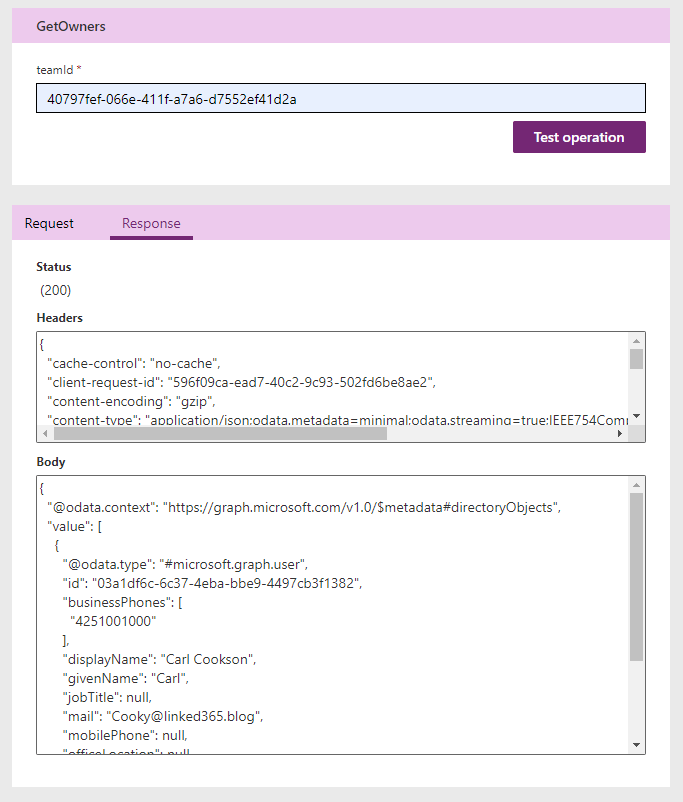 GetOwners
teamId *
40797fef-066e-411f-a7a6-d7552ef41d2a
Test operation
Request Response
Status
(200)
Headers
{
"cache-control": "no-cache",
"client-request-id": "596f09ca-ead7-40c2-9c93-502fd6be8ae2",
"content-encoding": "gzip",
"content-type": "application/json;odata.metadata=minimal;odata.streaming=true;IEEE754Com
Body
{
"@odata.context": "https://graph.microsoft.com/v1.0/$metadata#directoryObjects",
"value": [
{
"@odata.type": "#microsoft.graph.user",
"id": "03a1df6c-6c37-4eba-bbe9-4497cb3f1382",
"businessPhones": [
"4251001000"
],
"displayName": "Carl Cookson",
"givenName": "Carl",
"jobTitle": null,
"mail": "Cooky@linked365.blog",
"mobilePhone": null,
"officeLocation": null